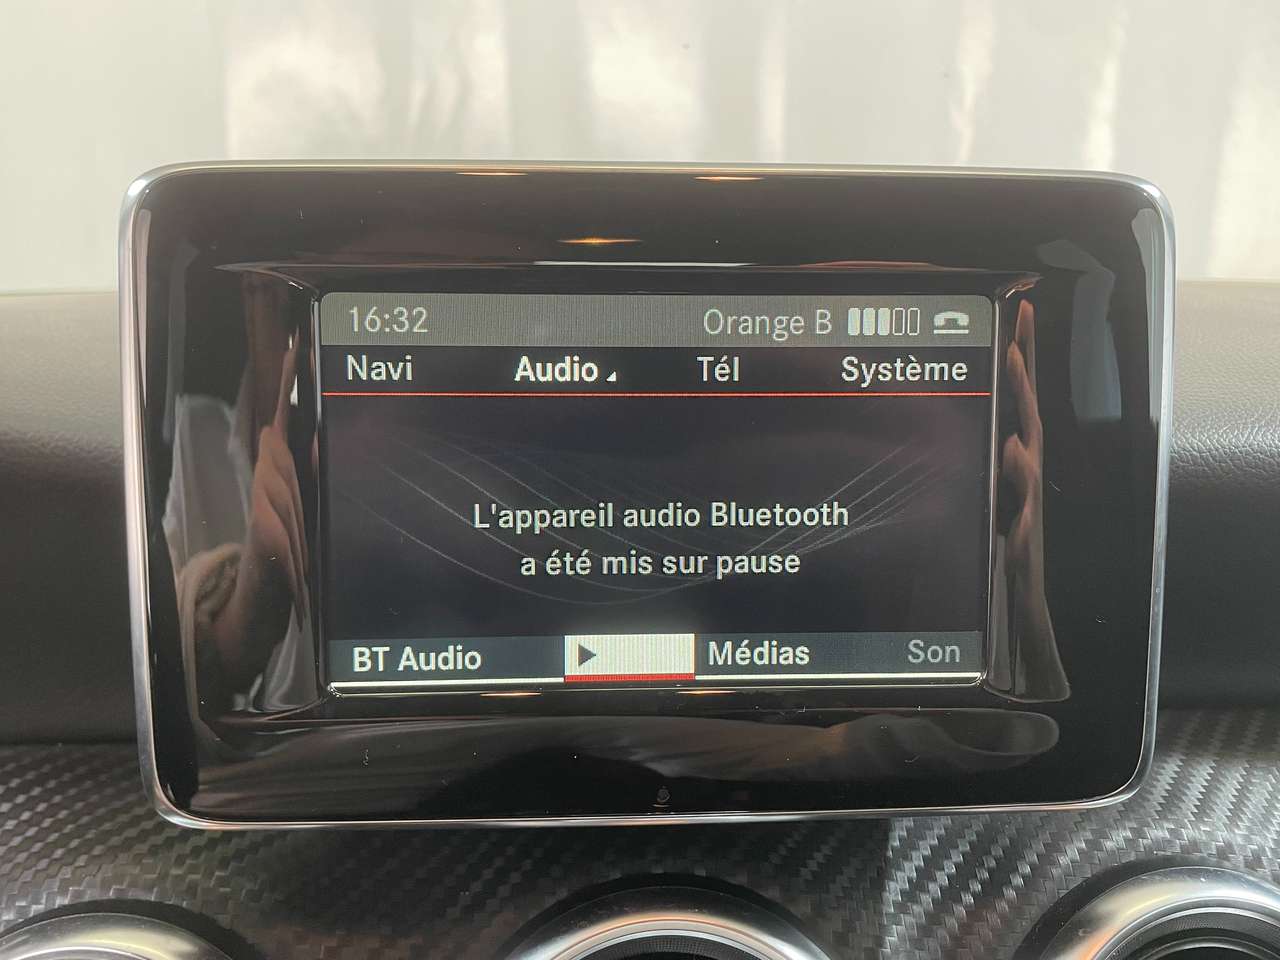 16:32 Orange B
Navi Audio Tél Système
L'appareil audio Bluetooth
a été mis sur pause
BT Audio Médias Son